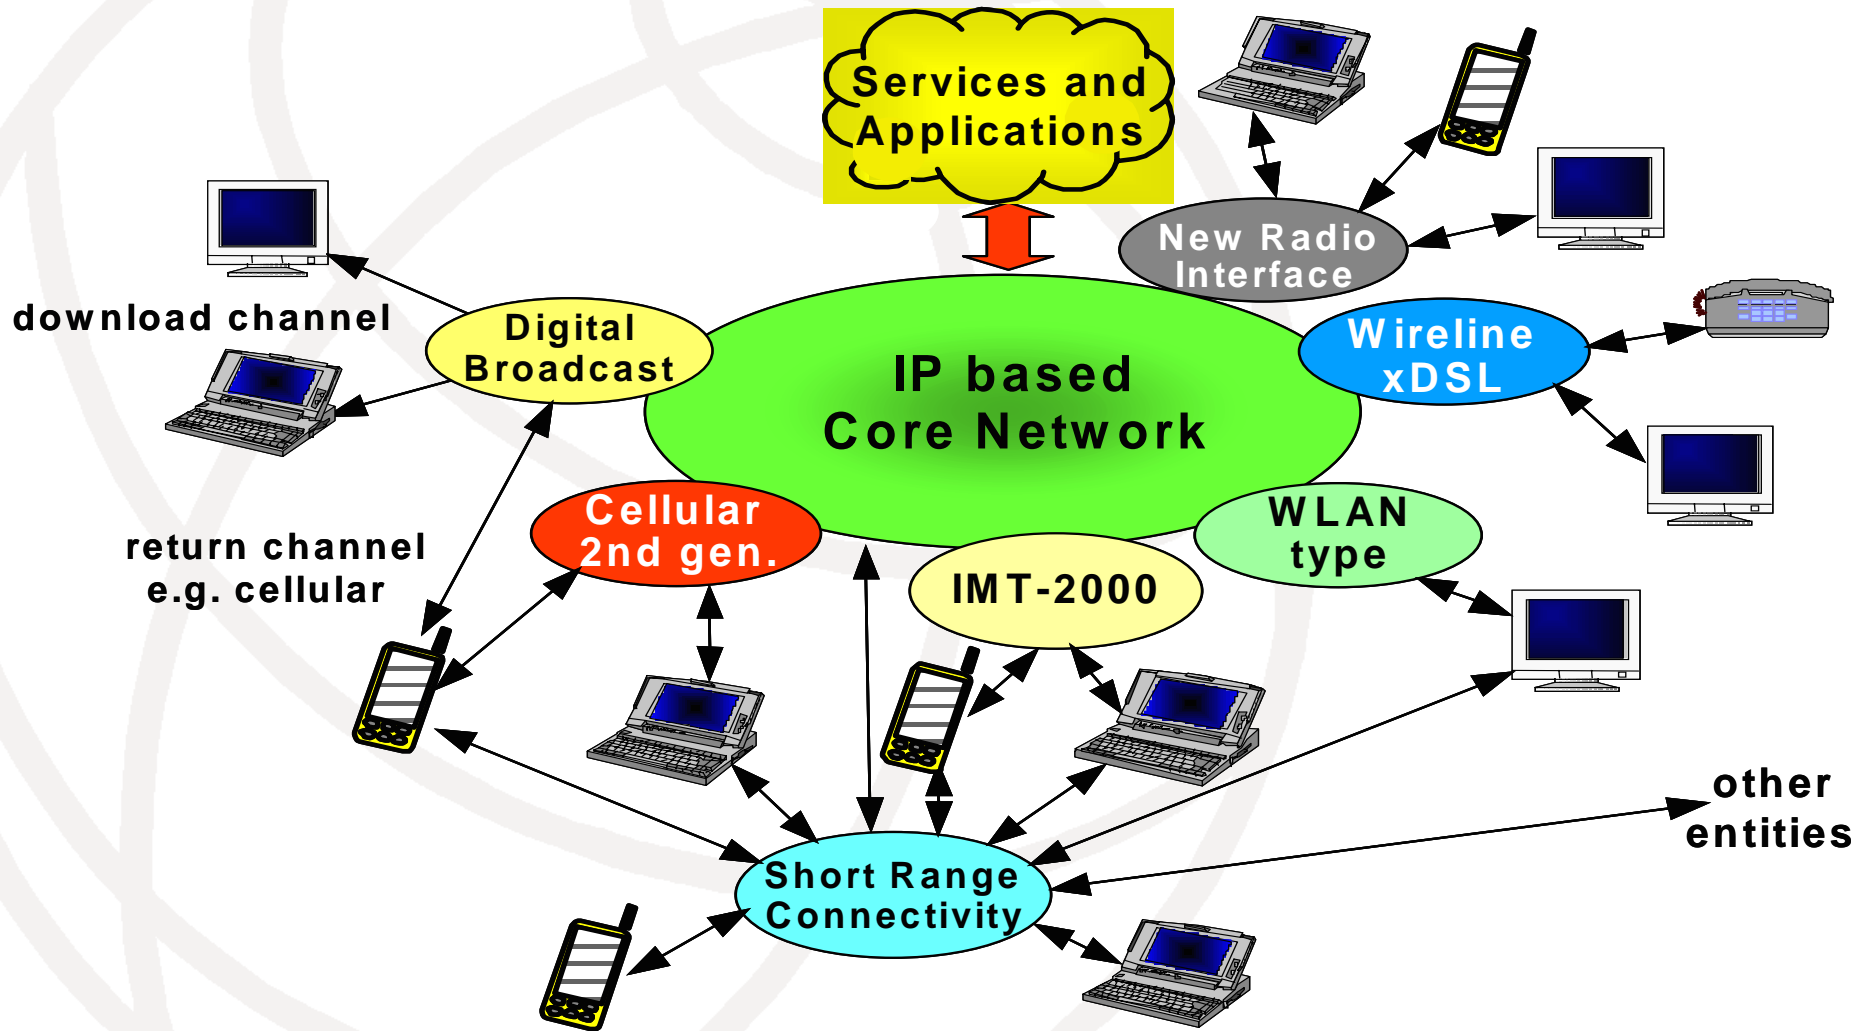 Services and
Applications
New Radio
Interface
download channel
Digital
Broadcast
IP based
Core Network
Wireline
xDSL
return channel
e.g. cellular
Cellular
2nd gen.
IMT-2000
WLAN
type
other
entities
Short Range
Connectivity